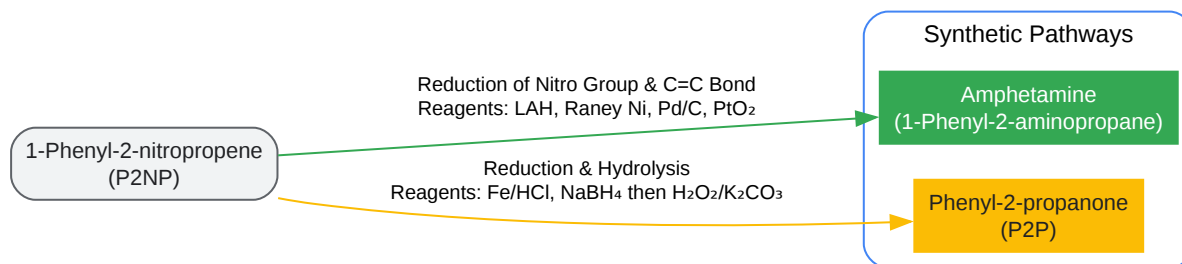 Synthetic Pathways
Reduction of Nitro Group & C=C Bond
Reagents: LAH, Raney Ni, Pd/C, PtO₂
Amphetamine
(1-Phenyl-2-aminopropane)
1-Phenyl-2-nitropropene
(P2NP)
Reduction & Hydrolysis
Reagents: Fe/HCl, NaBH₄ then H₂O₂/K₂CO₃
Phenyl-2-propanone
(P2P)